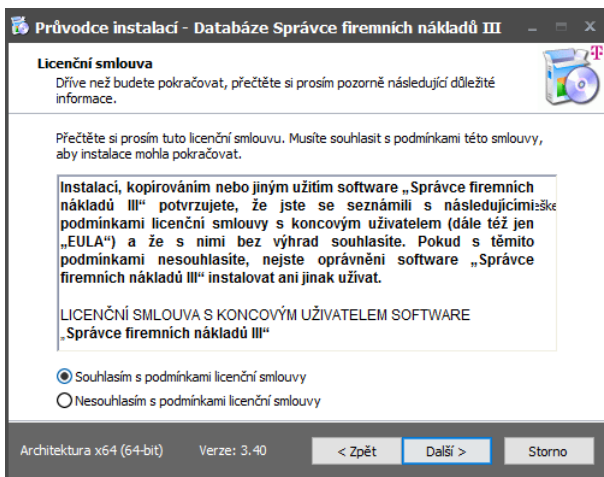 Průvodce instalací - Databáze Správce firemních nákladů III
T
Licenční smlouva
Dříve než budete pokračovat, přečtěte si prosím pozorně následující důležité
informace.
Přečtěte si prosím tuto licenční smlouvu. Musíte souhlasit s podmínkami této smlouvy,
aby instalace mohla pokračovat.
Instalací, kopírováním nebo jiným užitím software „Správce firemních
nákladů III“ potvrzujete, že jste se seznámili s následujícími
podmínkami licenční smlouvy s koncovým uživatelem (dále též jen
„EULA“) a že s nimi bez výhrad souhlasíte. Pokud s těmito
podmínkami nesouhlasíte, nejste oprávněni software „Správce
firemních nákladů III“ instalovat ani jinak užívat.
LICENČNÍ SMLOUVA S KONCOVÝM UŽIVATELEM SOFTWARE
„Správce firemních nákladů III“
Souhlasím s podmínkami licenční smlouvy
Nesouhlasím s podmínkami licenční smlouvy
Architektura x64 (64-bit) Verze: 3.40 < Zpět Další > Storno